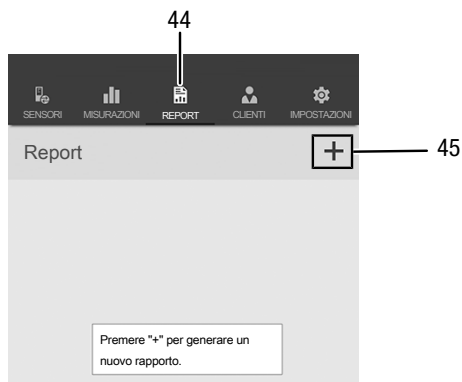 44
SENSORI MISURAZIONI REPORT CLIENTI IMPOSTAZIONI
Report +
45
Premere "+" per generare un
nuovo rapporto.